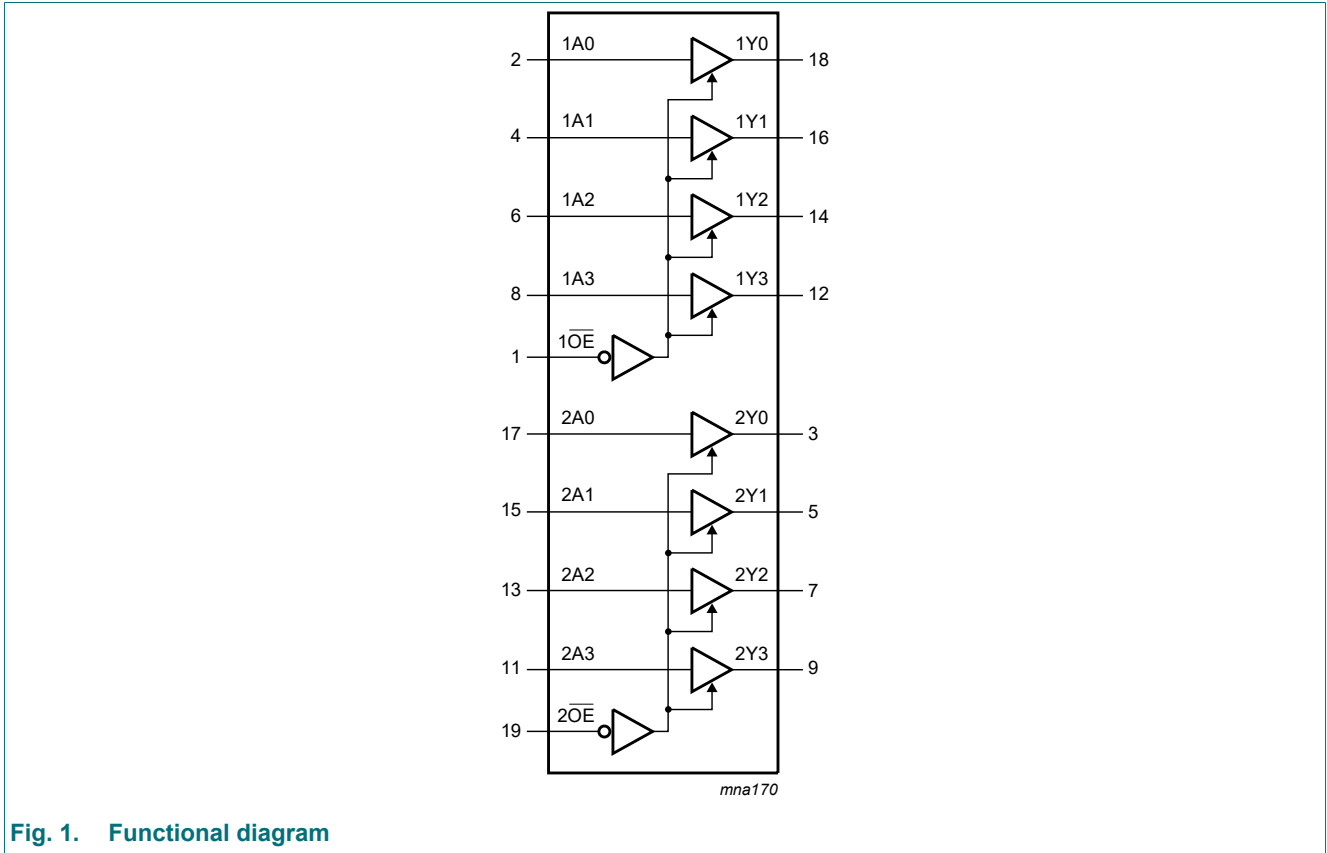 1A0 1Y0
2 18
1A1 1Y1
4 16
1A2 1Y2
6 14
1A3 1Y3
8 12
1O̅E̅
1
2A0 2Y0
17 3
2A1 2Y1
15 5
2A2 2Y2
13 7
2A3 2Y3
11 9
2O̅E̅
19
mna170
Fig. 1. Functional diagram